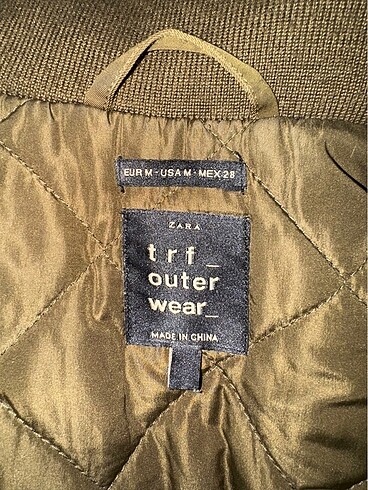 EUR M - USA M - MEX 28
ZARA
trf_
outer
wear_
MADE IN CHINA